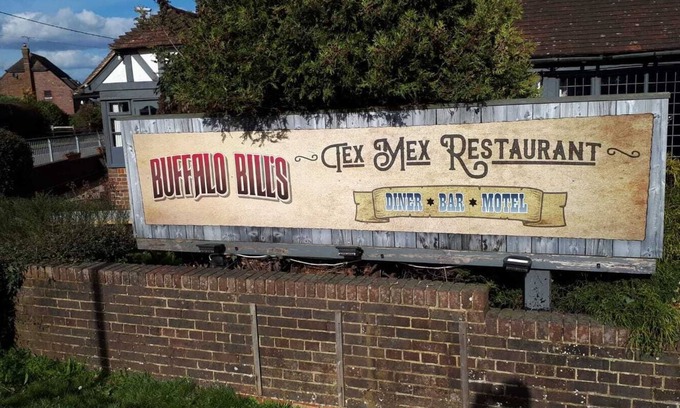 BUFFALO BILL'S
~ TEX MEX RESTAURANT ~
DINER ★ BAR ★ MOTEL